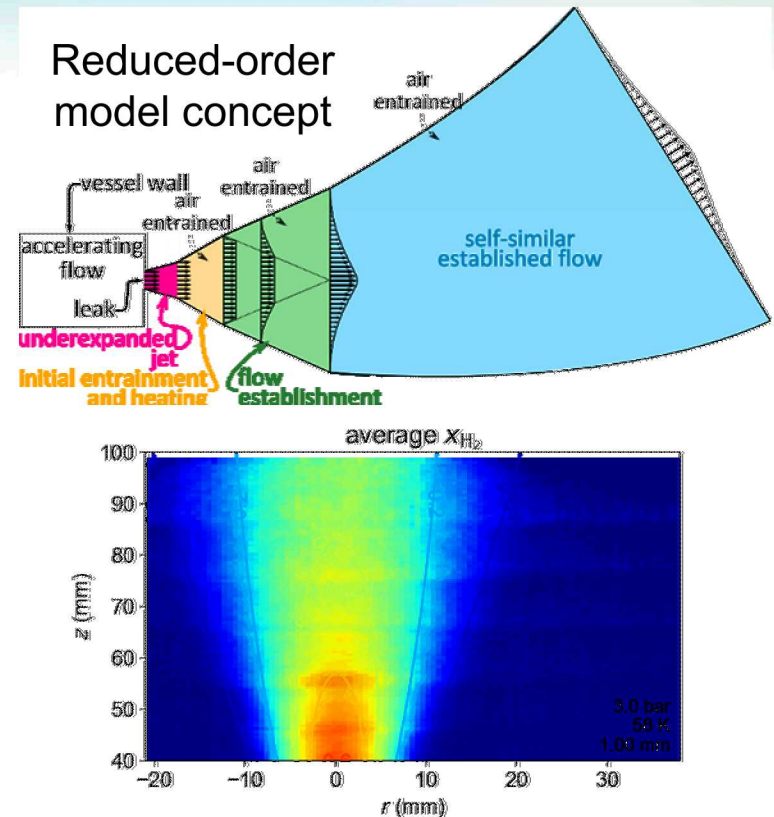 Reduced-order
model concept
air
entrained
air
entrained
vessel wall
air
entrained
accelerating
flow
self-similar
established flow
leak
underexpanded
jet
initial entrainment
and heating
flow
establishment
average xH₂
100
90
80
70
60
50
40
z (mm)
3.0 bar
58 K
1.00 mm
−20 −10 0 10 20 30
r (mm)